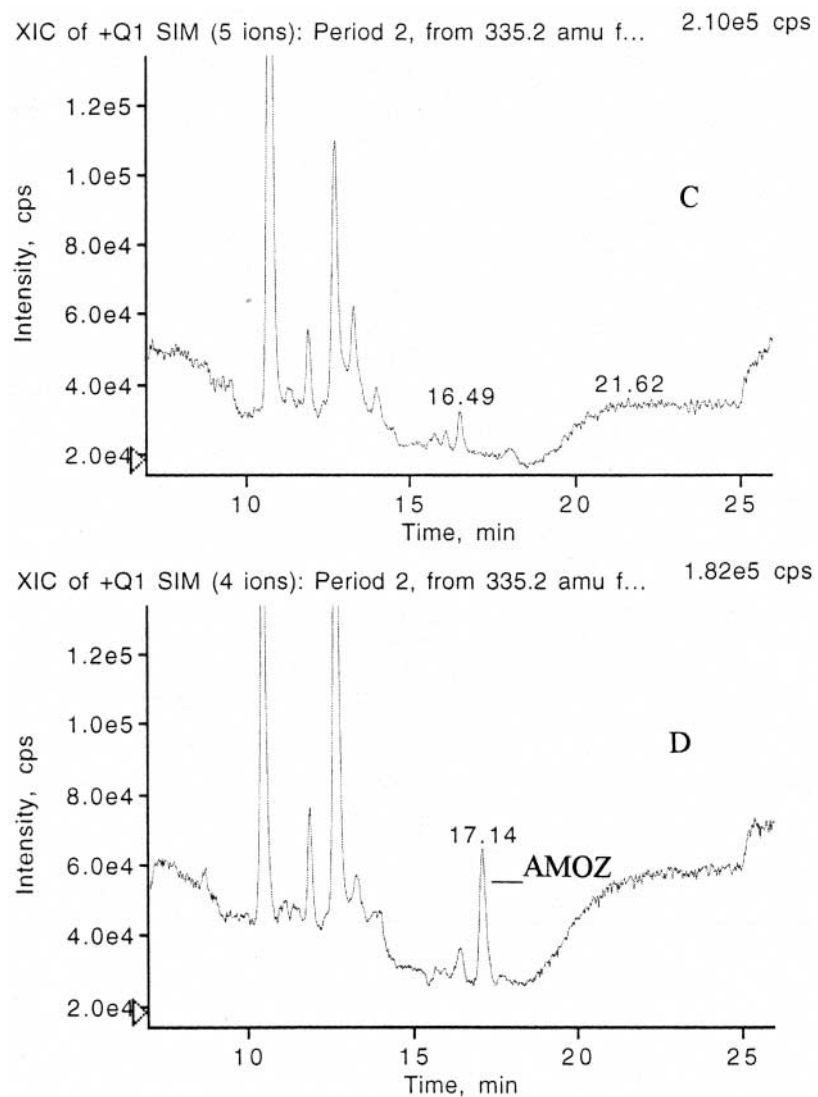 XIC of +Q1 SIM (5 ions): Period 2, from 335.2 amu f... 2.10e5 cps
1.2e5
1.0e5
C
8.0e4
6.0e4
4.0e4
16.49
21.62
2.0e4
Intensity, cps
10 15 20 25
Time, min
XIC of +Q1 SIM (4 ions): Period 2, from 335.2 amu f... 1.82e5 cps
1.2e5
1.0e5
D
8.0e4
17.14
6.0e4
AMOZ
4.0e4
2.0e4
Intensity, cps
10 15 20 25
Time, min